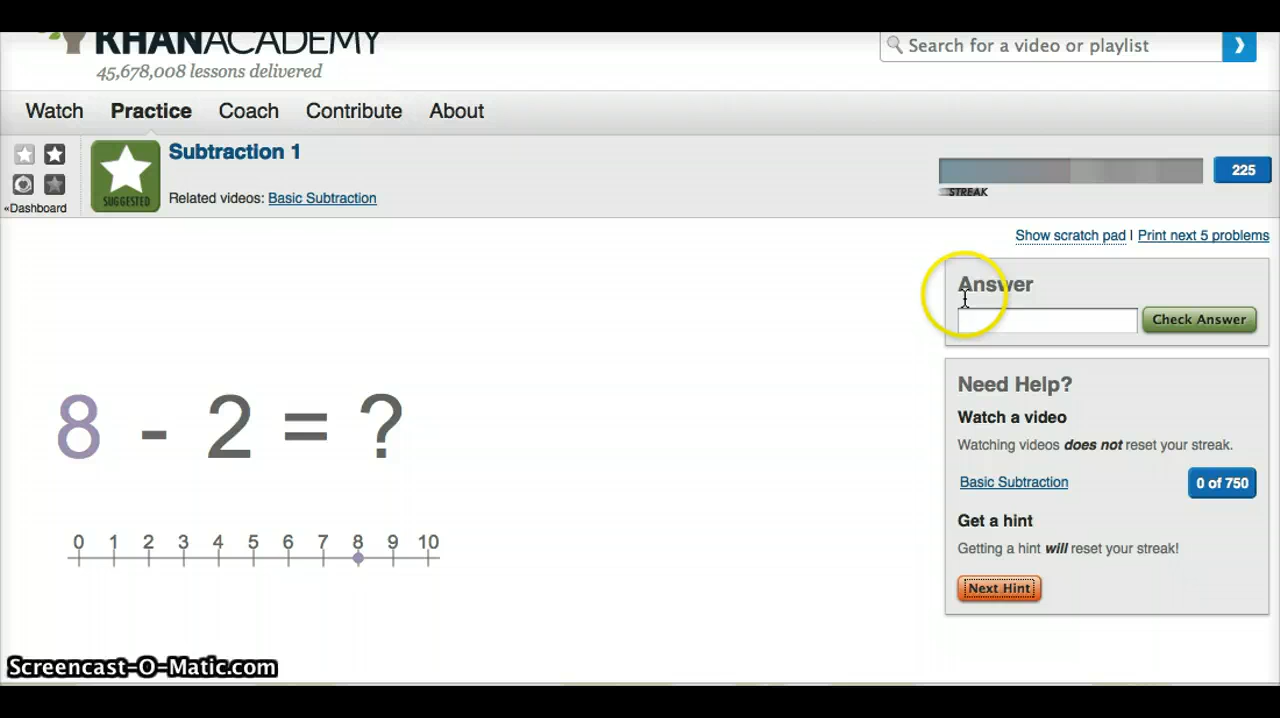 KHANACADEMY
45,678,008 lessons delivered
Search for a video or playlist
Watch Practice Coach Contribute About
SUGGESTED
Subtraction 1
Related videos: Basic Subtraction
«Dashboard
STREAK
225
Show scratch pad | Print next 5 problems
Answer
Check Answer
8 - 2 = ?
0 1 2 3 4 5 6 7 8 9 10
Need Help?
Watch a video
Watching videos does not reset your streak.
Basic Subtraction
0 of 750
Get a hint
Getting a hint will reset your streak!
Next Hint
Screencast-O-Matic.com